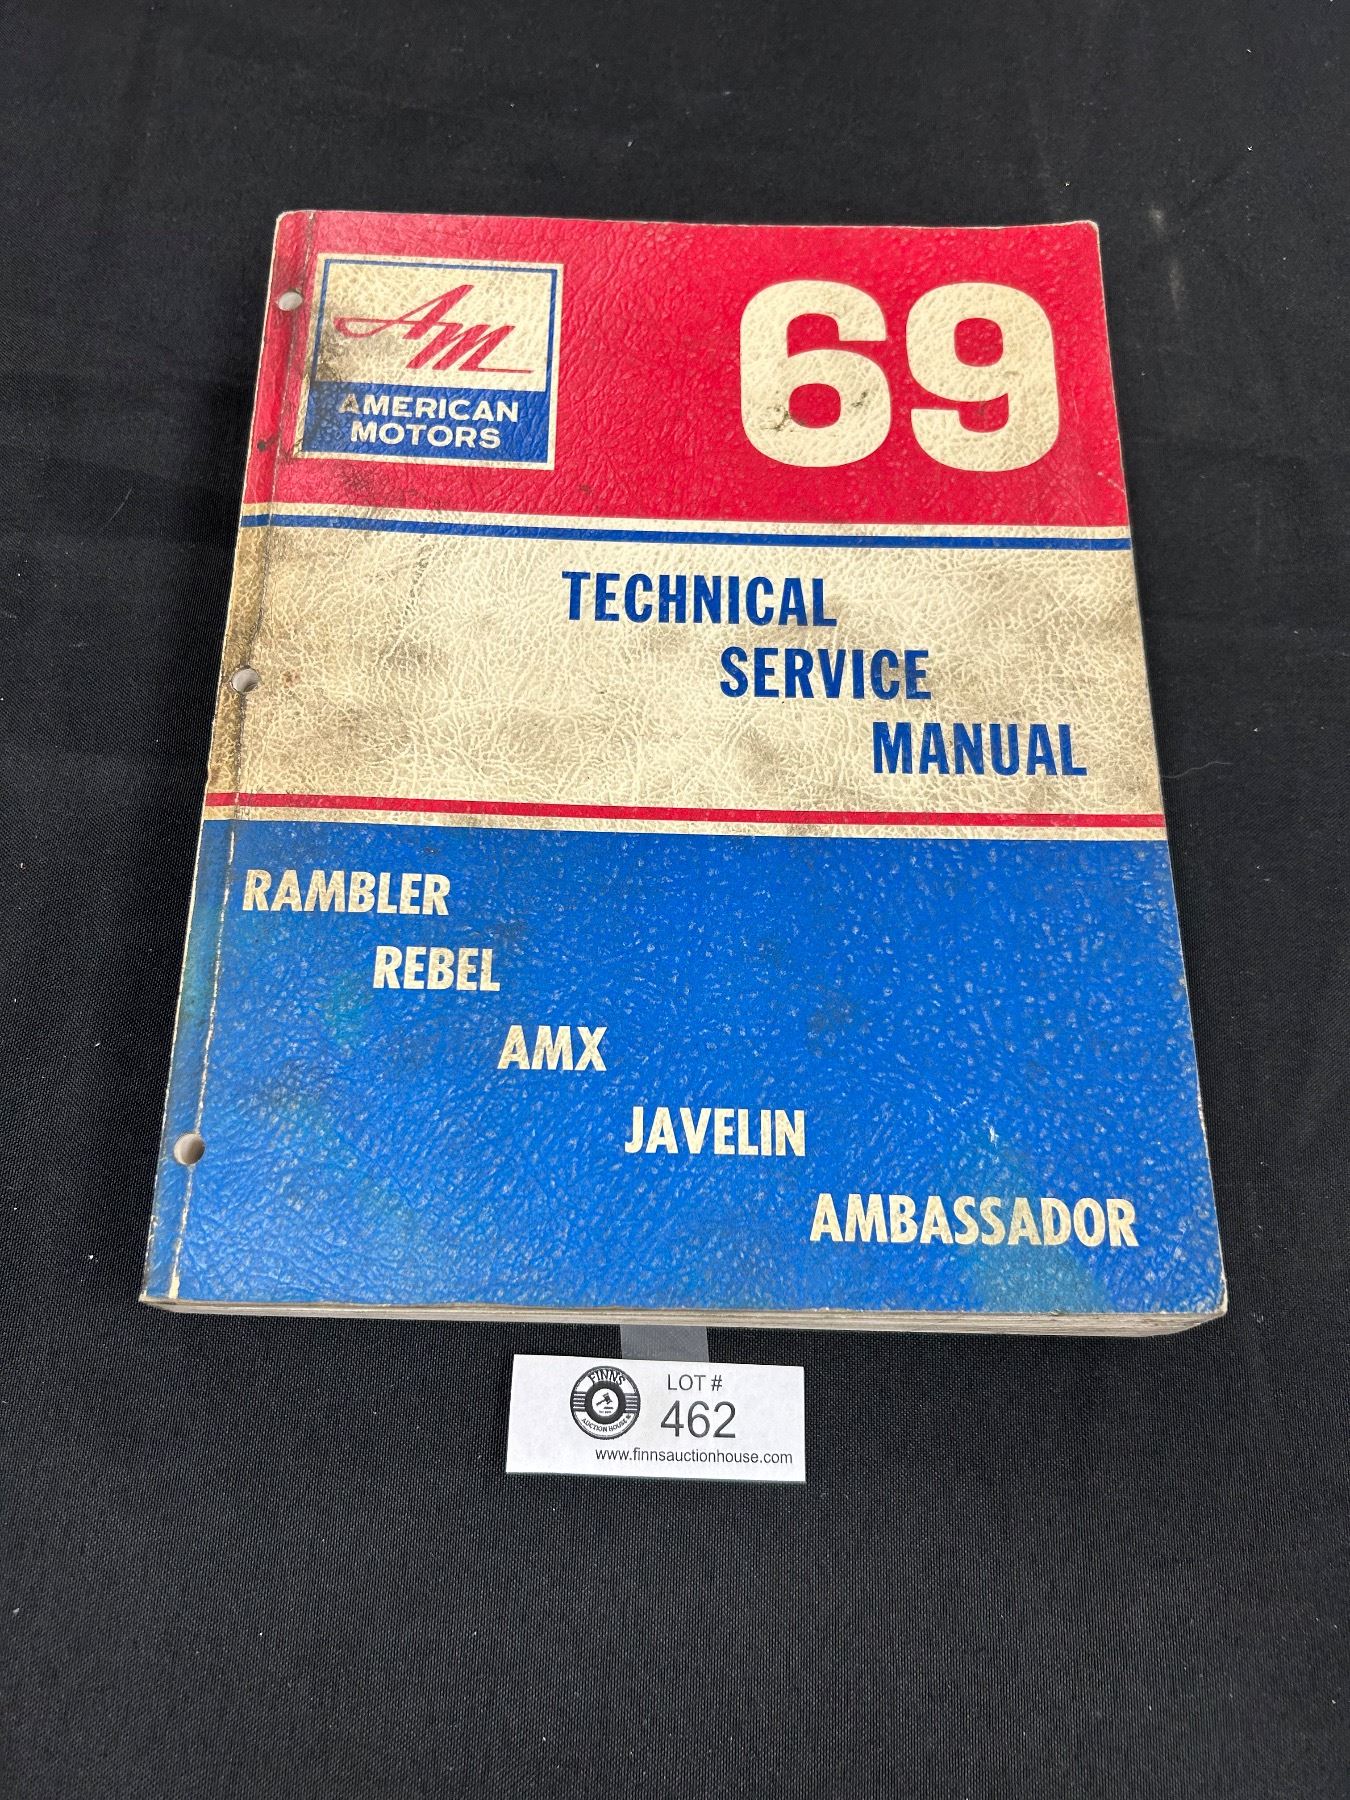 AM
AMERICAN
MOTORS
69
TECHNICAL
SERVICE
MANUAL
RAMBLER
REBEL
AMX
JAVELIN
AMBASSADOR
FINNS
AUCTION HOUSE
LOT #
462
www.finnsauctionhouse.com